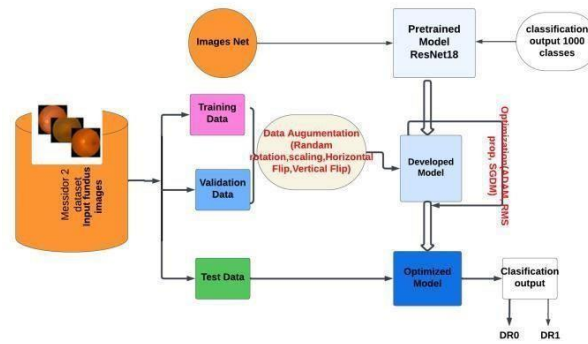 Images Net
Pretrained
Model
ResNet18
classification
output 1000
classes
Training
Data
Data Augumentation
(Randam
rotation,scaling,Horizontal
Flip,Vertical Flip)
Developed
Model
Optimization(ADAM, RMS
prop, SGDM)
Messidor 2
dataset
Input fundus
images
Validation
Data
Test Data
Optimized
Model
Clasification
output
DR0
DR1